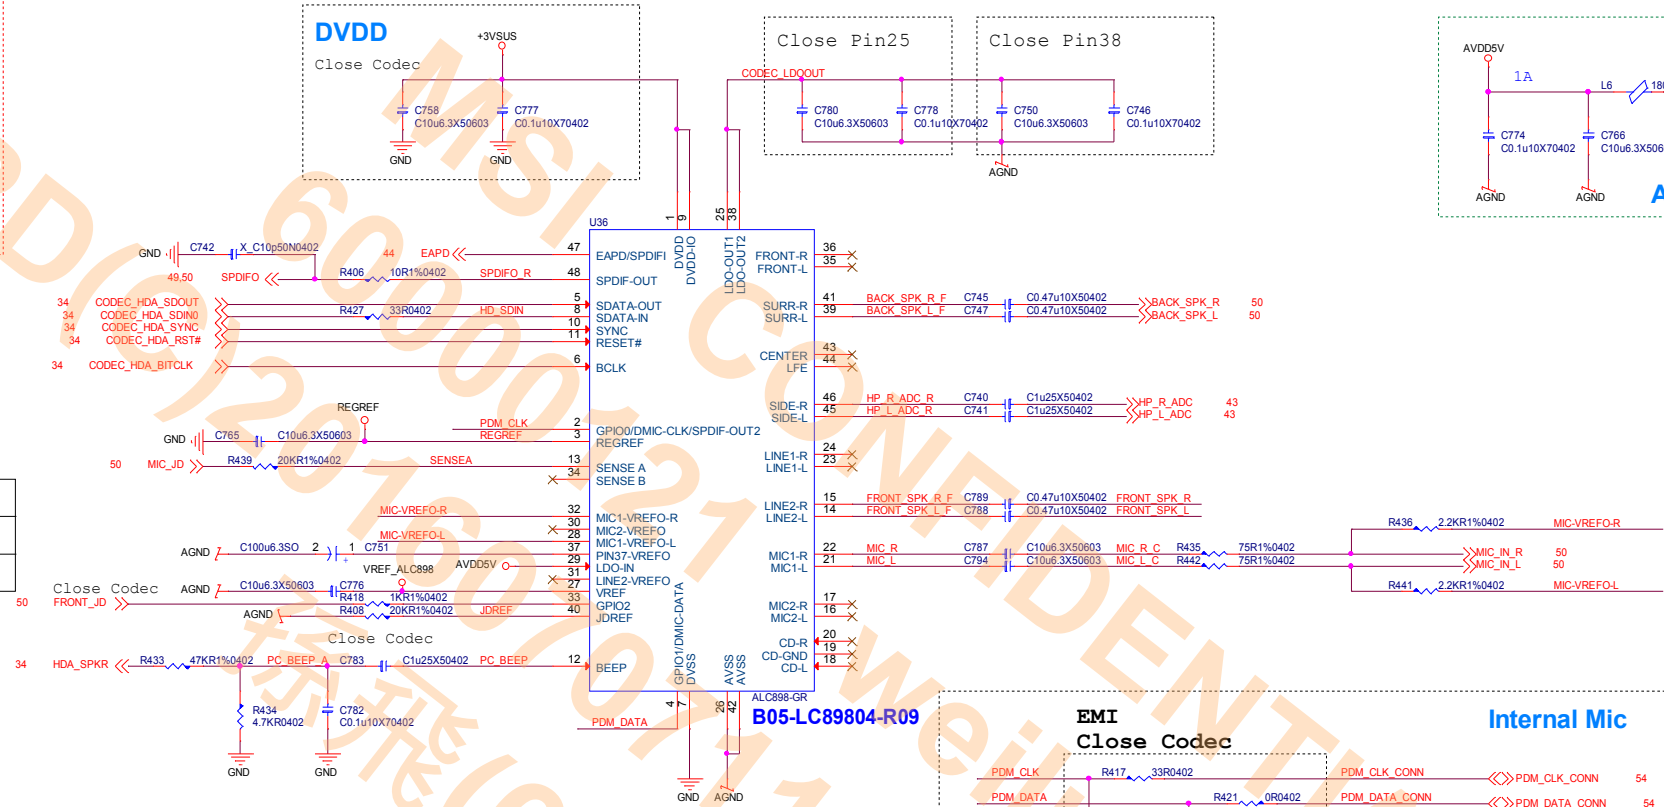 DVDD
Close Codec
+3VSUS
C758
C10u6.3X50603
C777
C0.1u10X70402
GND
GND
Close Pin25
Close Pin38
CODEC_LDOOUT
C780
C10u6.3X50603
C778
C0.1u10X70402
C750
C10u6.3X50603
C746
C0.1u10X70402
AGND
AVDD5V
1A
L6
180
C774
C0.1u10X70402
C766
C10u6.3X506
AGND
AGND
A
U36
1
9
25
38
DVDD
DVDD-IO
LDO-OUT1
LDO-OUT2
GND
C742
X_C10p50N0402
44
EAPD
47
EAPD/SPDIFI
49,50
SPDIFO
R406
10R1%0402
SPDIFO_R
48
SPDIF-OUT
34
CODEC_HDA_SDOUT
5
SDATA-OUT
34
CODEC_HDA_SDIN0
R427
33R0402
HD_SDIN
8
SDATA-IN
34
CODEC_HDA_SYNC
10
SYNC
34
CODEC_HDA_RST#
11
RESET#
34
CODEC_HDA_BITCLK
6
BCLK
REGREF
PDM_CLK
2
GPIO0/DMIC-CLK/SPDIF-OUT2
GND
C765
C10u6.3X50603
REGREF
3
REGREF
50
MIC_JD
R439
20KR1%0402
SENSEA
13
SENSE A
34
SENSE B
MIC-VREFO-R
32
MIC1-VREFO-R
30
MIC2-VREFO
MIC-VREFO-L
28
MIC1-VREFO-L
AGND
C100u6.3SO
2
1
C751
37
PIN37-VREFO
AVDD5V
29
LDO-IN
VREF_ALC898
31
LINE2-VREFO
Close Codec
AGND
C10u6.3X50603
C776
27
VREF
50
FRONT_JD
R418
1KR1%0402
33
GPIO2
AGND
R408
20KR1%0402
JDREF
40
JDREF
Close Codec
34
HDA_SPKR
R433
47KR1%0402
PC_BEEP_A
C783
C1u25X50402
PC_BEEP
12
BEEP
R434
4.7KR0402
C782
C0.1u10X70402
GND
GND
GPIO1/DMIC-DATA
DVSS
AVSS
AVSS
4
7
26
42
PDM_DATA
GND
AGND
ALC898-GR
B05-LC89804-R09
FRONT-R
36
FRONT-L
35
SURR-R
41
BACK_SPK_R_F
C745
C0.47u10X50402
BACK_SPK_R
50
SURR-L
39
BACK_SPK_L_F
C747
C0.47u10X50402
BACK_SPK_L
50
CENTER
43
LFE
44
SIDE-R
46
HP_R_ADC_R
C740
C1u25X50402
HP_R_ADC
43
SIDE-L
45
HP_L_ADC_R
C741
C1u25X50402
HP_L_ADC
43
LINE1-R
24
LINE1-L
23
LINE2-R
15
FRONT_SPK_R_F
C789
C0.47u10X50402
FRONT_SPK_R
LINE2-L
14
FRONT_SPK_L_F
C788
C0.47u10X50402
FRONT_SPK_L
R436
2.2KR1%0402
MIC-VREFO-R
MIC1-R
22
MIC_R
C787
C10u6.3X50603
MIC_R_C
R435
75R1%0402
MIC_IN_R
50
MIC1-L
21
MIC_L
C794
C10u6.3X50603
MIC_L_C
R442
75R1%0402
MIC_IN_L
50
R441
2.2KR1%0402
MIC-VREFO-L
MIC2-R
17
MIC2-L
16
CD-R
20
CD-GND
19
CD-L
18
EMI
Close Codec
Internal Mic
PDM_CLK
R417
33R0402
PDM_CLK_CONN
PDM_CLK_CONN
54
PDM_DATA
R421
0R0402
PDM_DATA_CONN
PDM_DATA_CONN
54
MSI CONFIDENTI